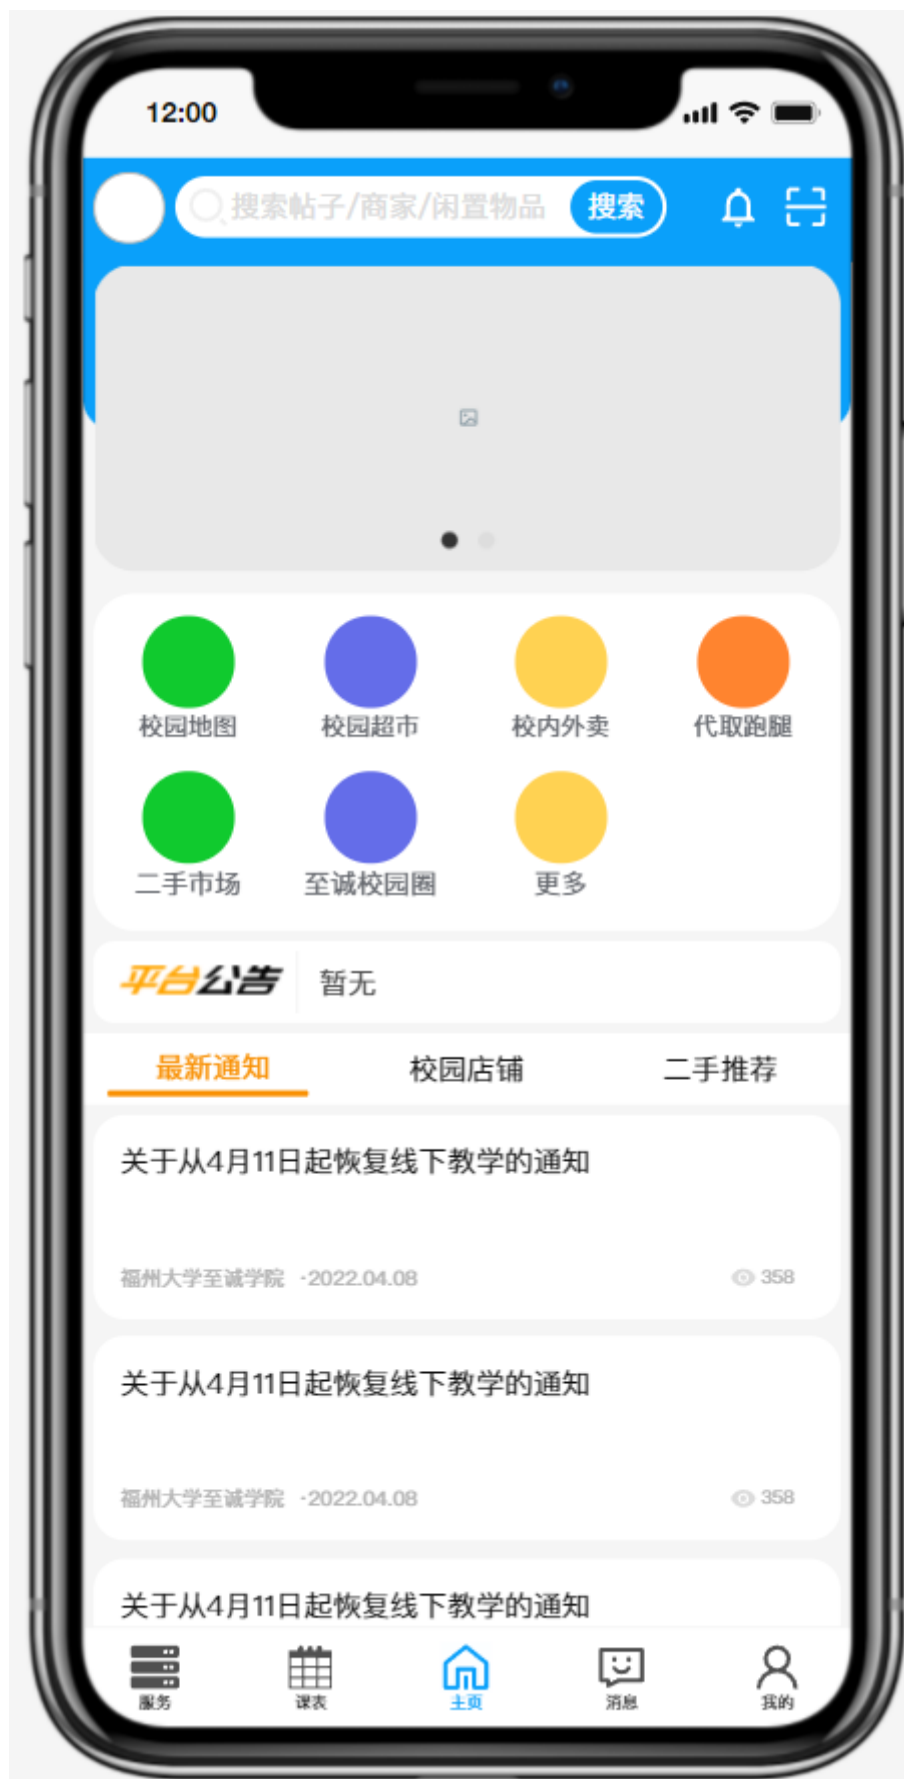 12:00
搜索帖子/商家/闲置物品 搜索
校园地图 校园超市 校内外卖 代取跑腿
二手市场 至诚校园圈 更多
平台公告 暂无
最新通知 校园店铺 二手推荐
关于从4月11日起恢复线下教学的通知
福州大学至诚学院 ·2022.04.08 358
关于从4月11日起恢复线下教学的通知
福州大学至诚学院 ·2022.04.08 358
关于从4月11日起恢复线下教学的通知
服务 课表 主页 消息 我的